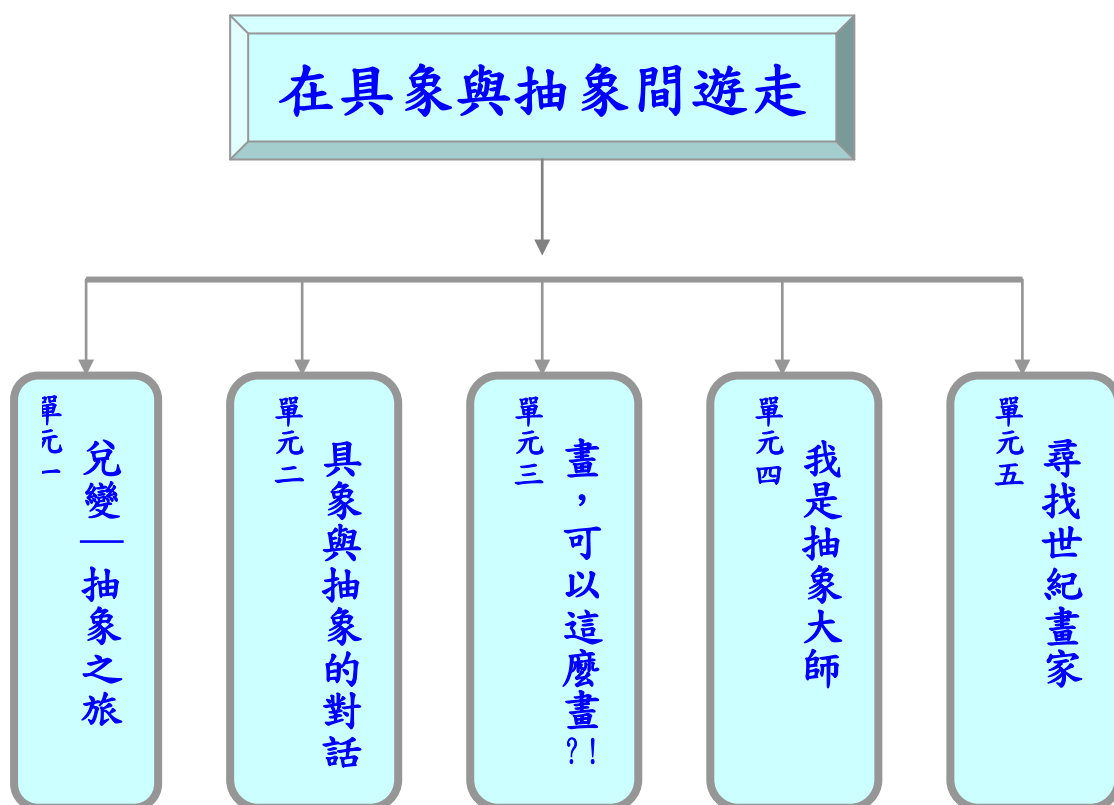 在具象與抽象間遊走
單元一
兌變—抽象之旅
單元二
具象與抽象的對話
單元三
畫，可以這麼畫?!
單元四
我是抽象大師
單元五
尋找世紀畫家